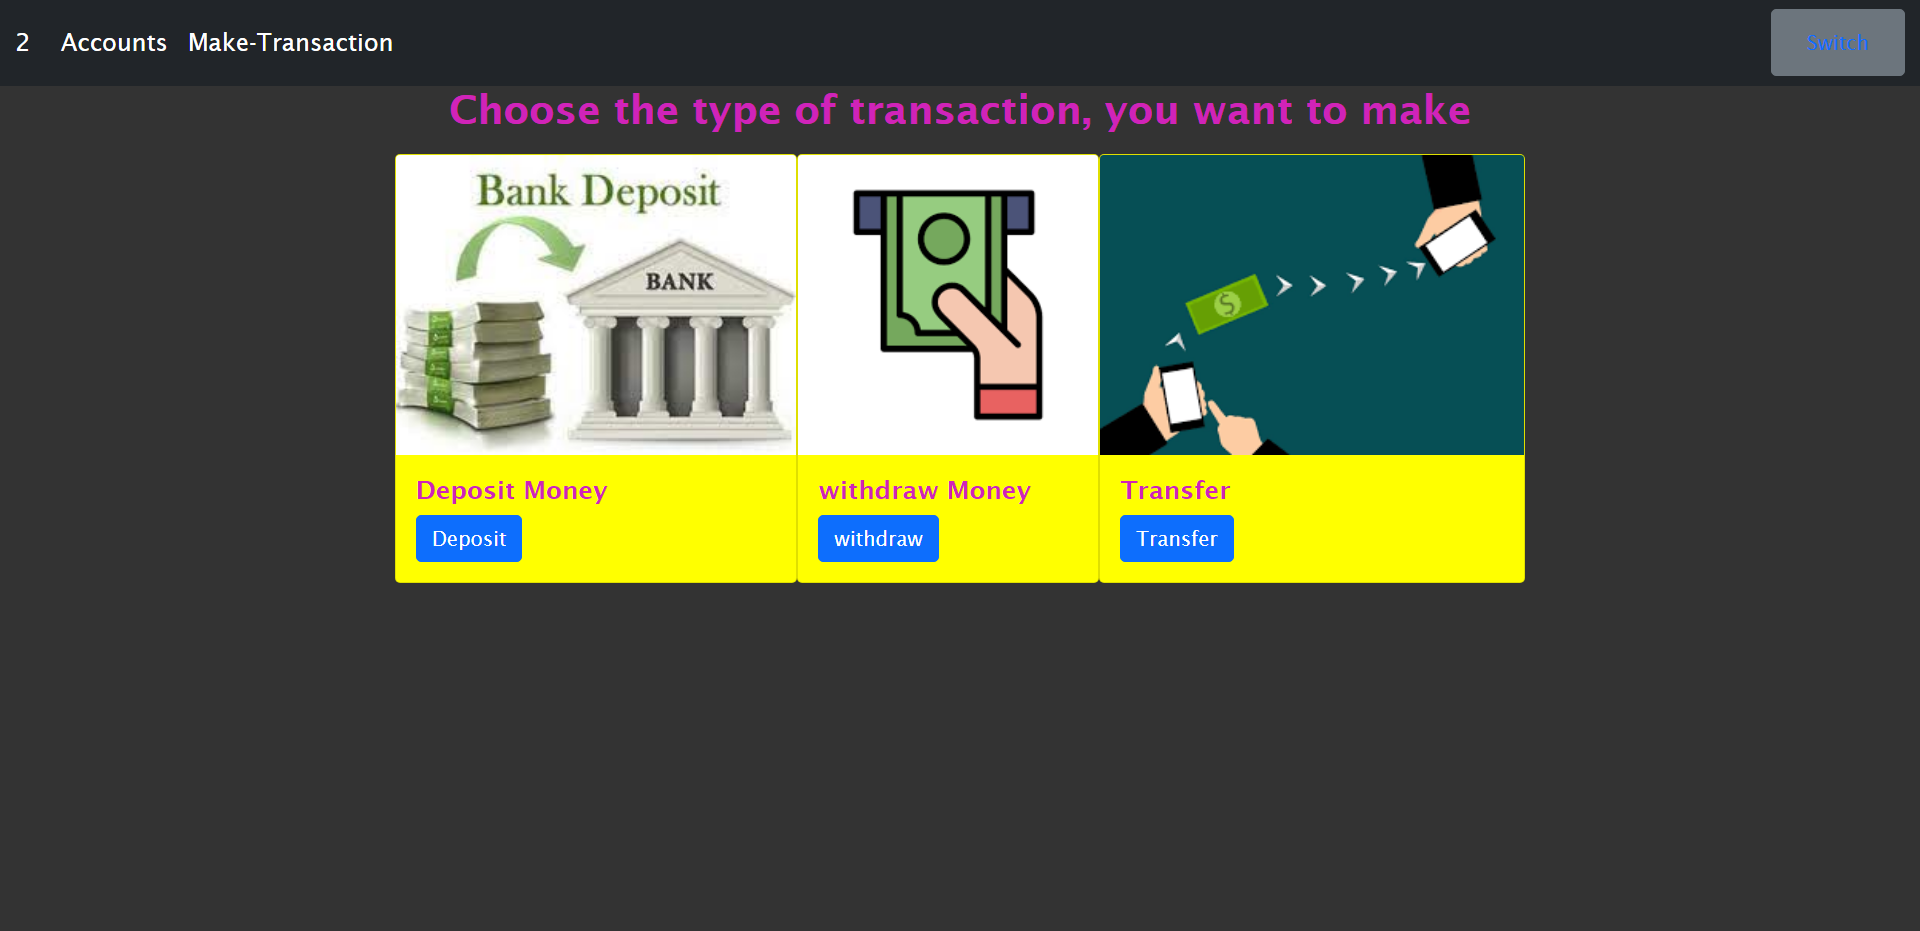 2 Accounts Make-Transaction Switch
Choose the type of transaction, you want to make
Bank Deposit
BANK
$
Deposit Money
Deposit
withdraw Money
withdraw
Transfer
Transfer